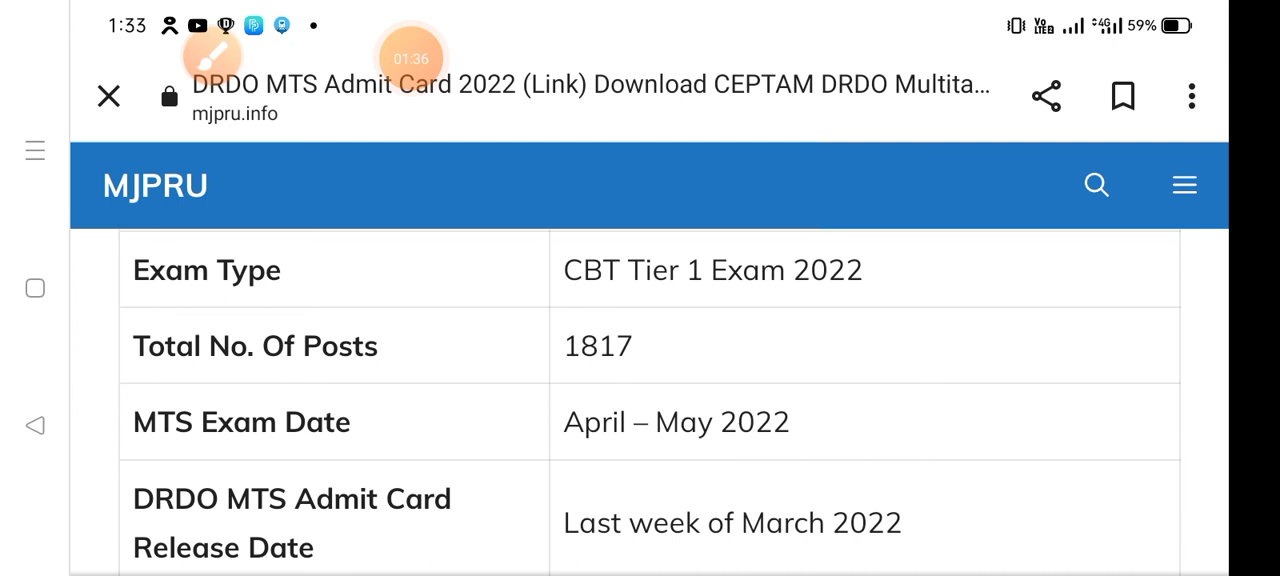 1:33
VoLTE2 4G 59%
01:36
DRDO MTS Admit Card 2022 (Link) Download CEPTAM DRDO Multita...
mjpru.info
MJPRU
Exam Type CBT Tier 1 Exam 2022
Total No. Of Posts 1817
MTS Exam Date April – May 2022
DRDO MTS Admit Card
Release Date Last week of March 2022